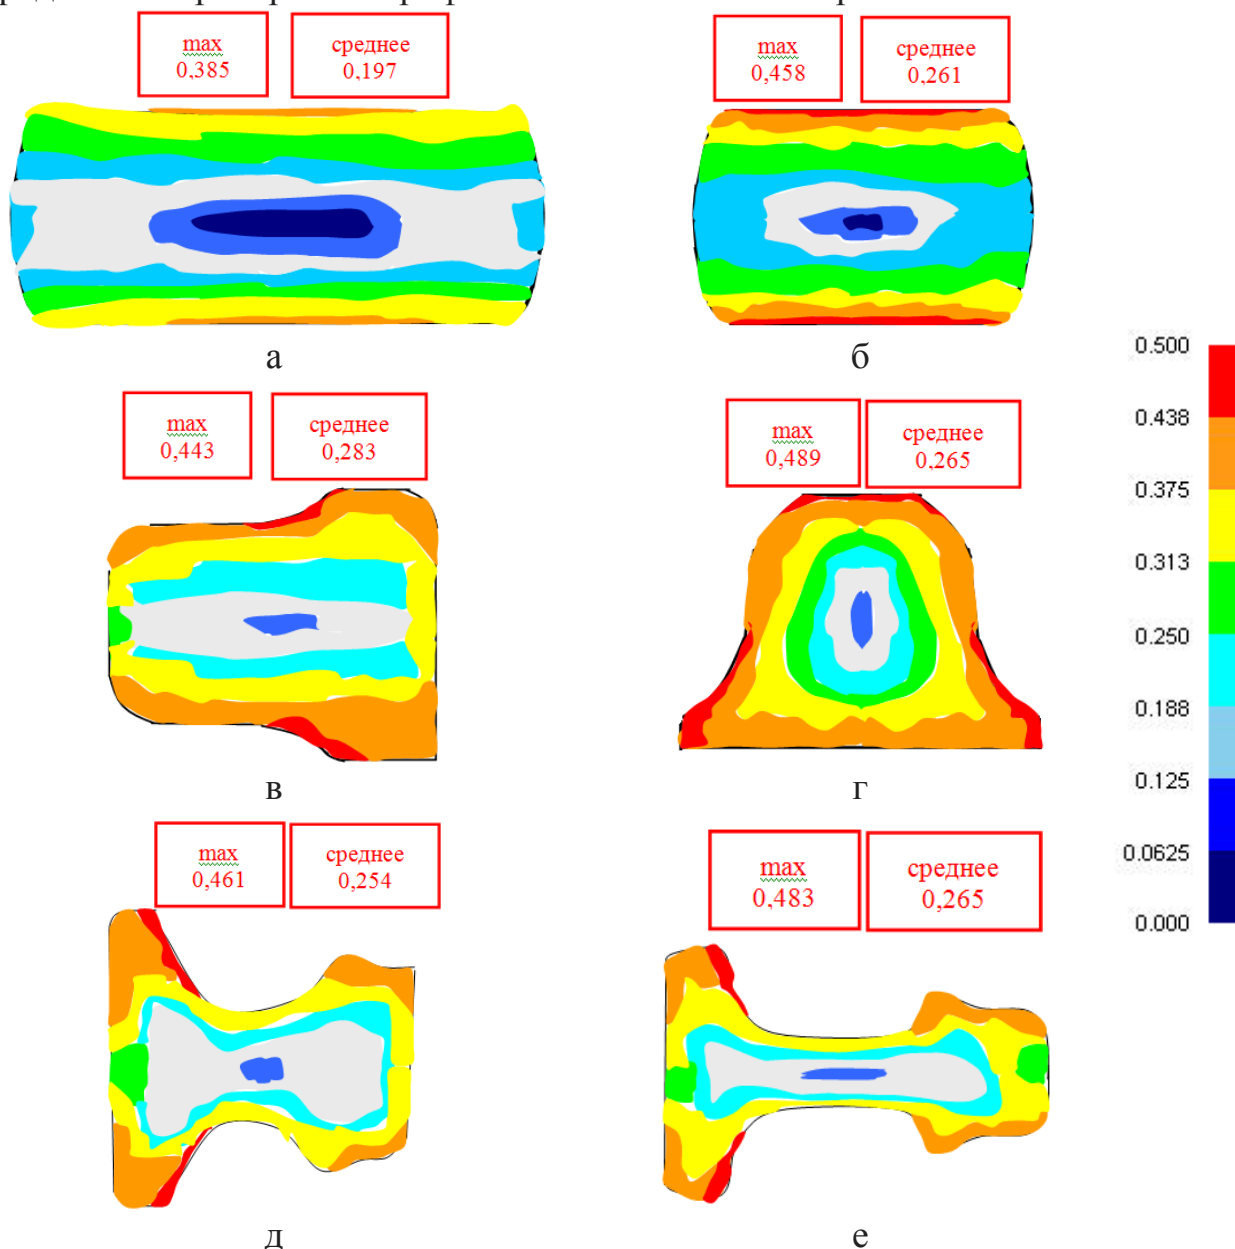 max
0,385
среднее
0,197
max
0,458
среднее
0,261
а
б
max
0,443
среднее
0,283
max
0,489
среднее
0,265
0.500
0.438
0.375
0.313
0.250
0.188
0.125
0.0625
0.000
в
г
max
0,461
среднее
0,254
max
0,483
среднее
0,265
д
е